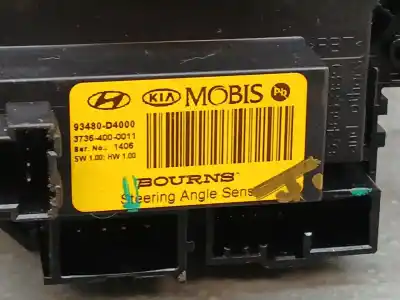 KIA MOBIS Pb
93480-D4000
3736-400-0011
Ser. No.: 1406
SW 1.00; HW 1.00
BOURNS
Steering Angle Sens